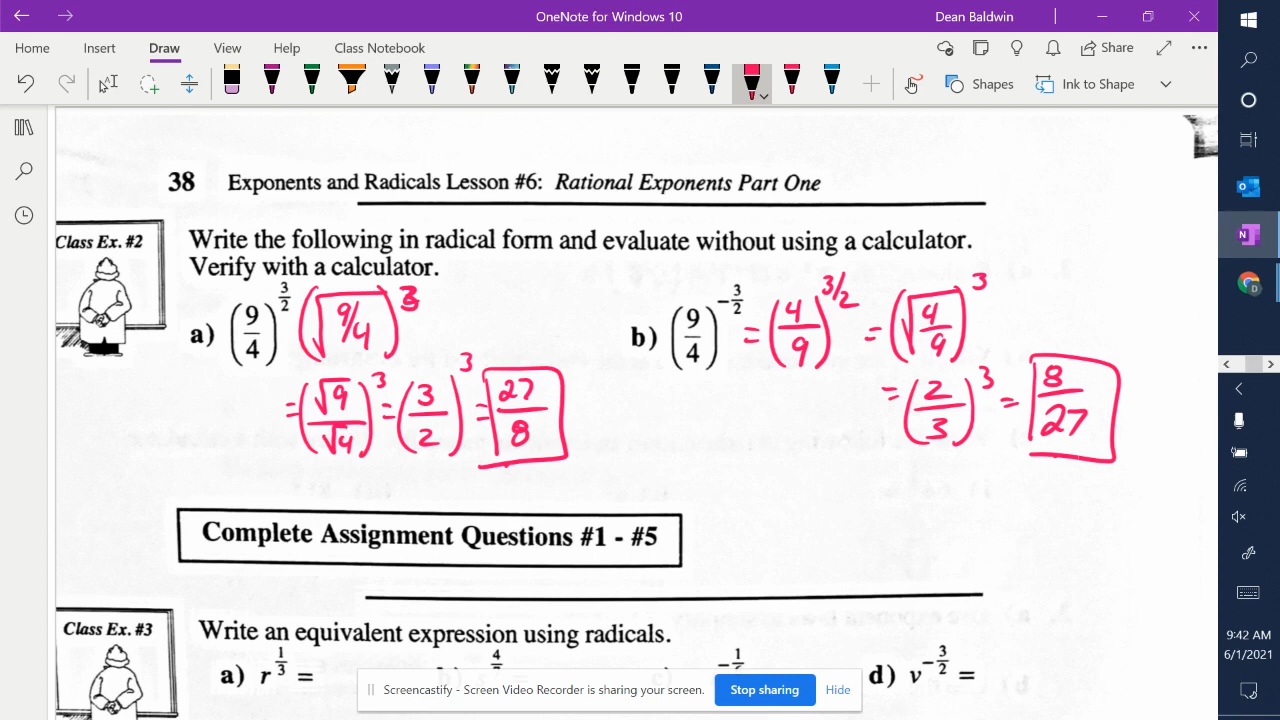 OneNote for Windows 10
Dean Baldwin
Home Insert Draw View Help Class Notebook
Share
Shapes Ink to Shape
38 Exponents and Radicals Lesson #6: Rational Exponents Part One
Class Ex. #2
Write the following in radical form and evaluate without using a calculator.
Verify with a calculator.
a) (9/4)^(3/2) (√(9/4))^3
= (√9/√4)^3 = (3/2)^3 = 27/8
b) (9/4)^(-3/2) = (4/9)^(3/2) = (√(4/9))^3
= (2/3)^3 = 8/27
Complete Assignment Questions #1 - #5
Class Ex. #3
Write an equivalent expression using radicals.
a) r^(1/3) =
d) v^(-3/2) =
Screencastify - Screen Video Recorder is sharing your screen.
Stop sharing
Hide
9:42 AM
6/1/2021